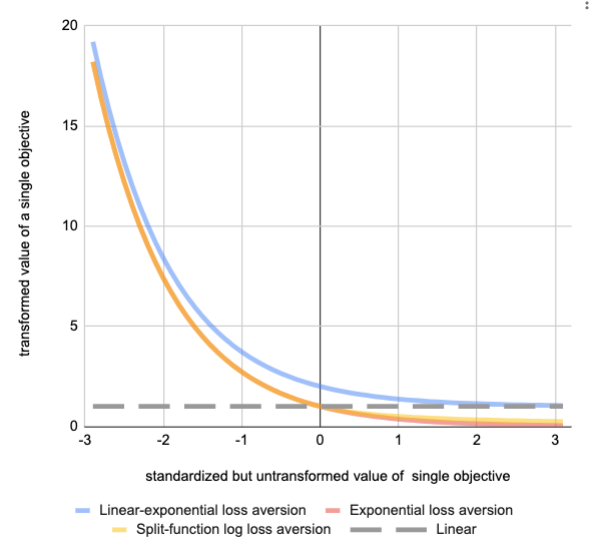 20
15
10
5
0
-3 -2 -1 0 1 2 3
transformed value of a single objective
standardized but untransformed value of single objective
Linear-exponential loss aversion Exponential loss aversion
Split-function log loss aversion Linear